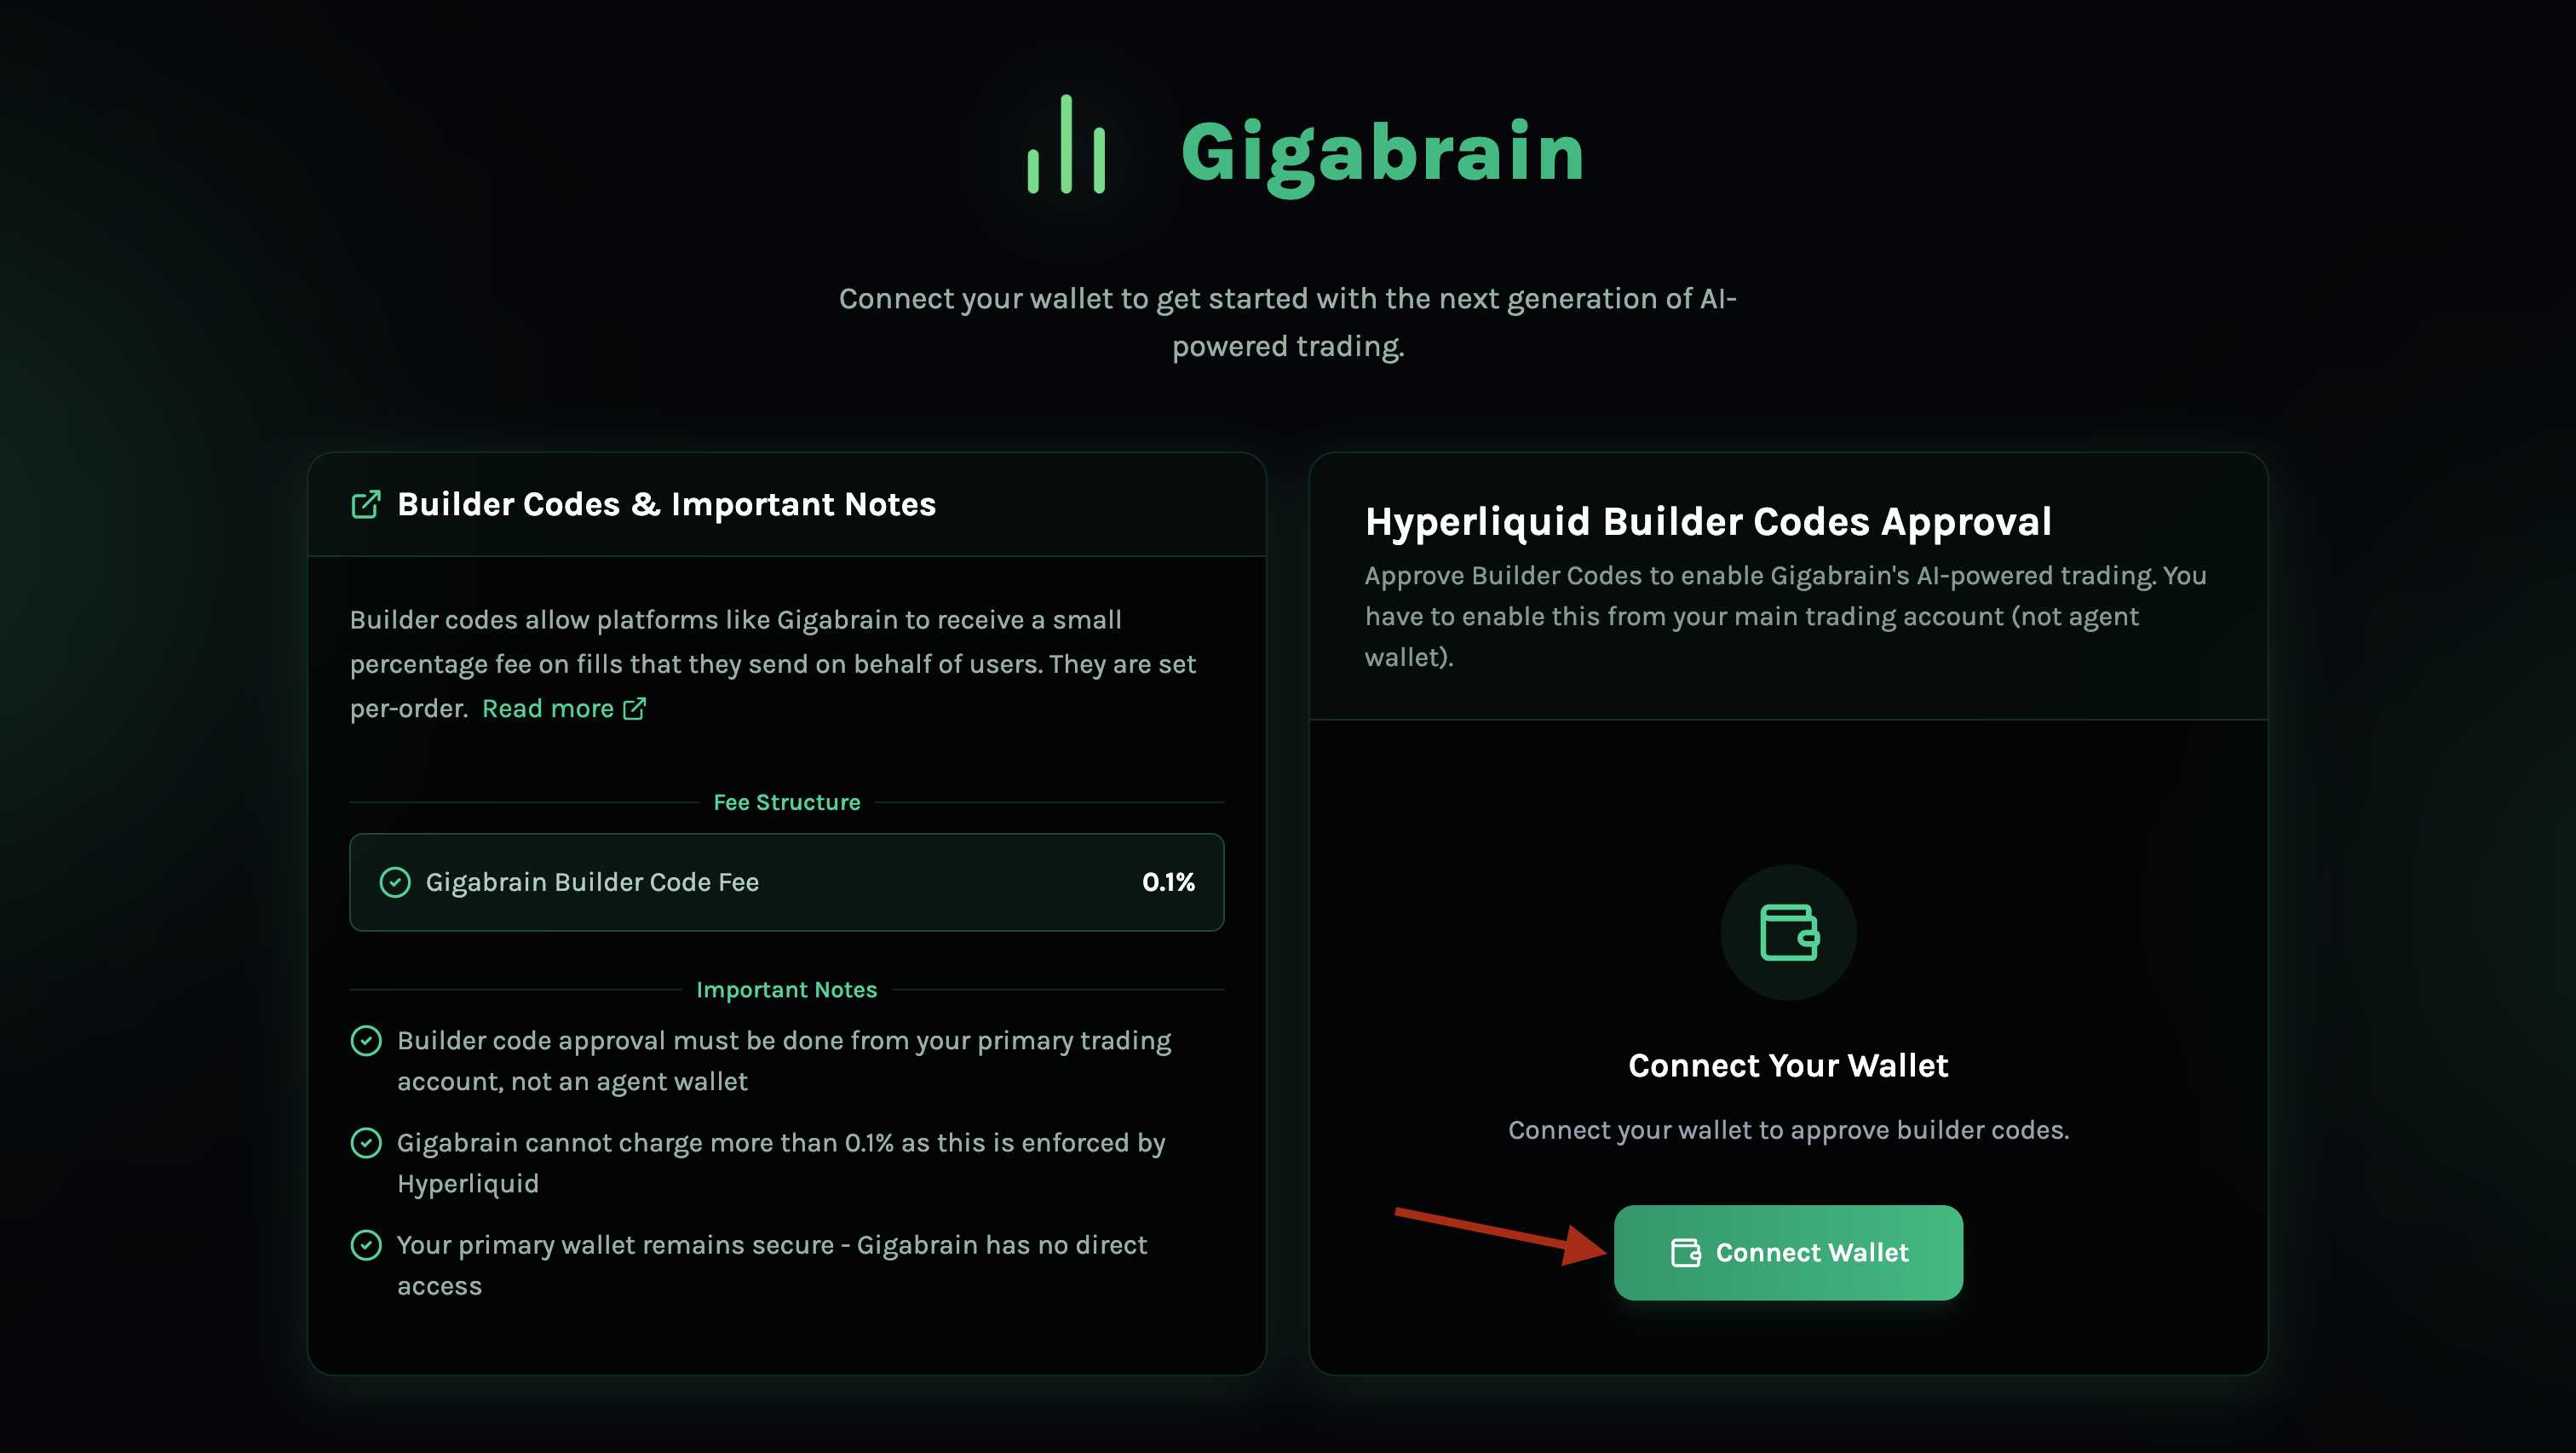 Gigabrain
Connect your wallet to get started with the next generation of AI-
powered trading.
Builder Codes & Important Notes
Builder codes allow platforms like Gigabrain to receive a small
percentage fee on fills that they send on behalf of users. They are set
per-order. Read more
Fee Structure
Gigabrain Builder Code Fee 0.1%
Important Notes
Builder code approval must be done from your primary trading
account, not an agent wallet
Gigabrain cannot charge more than 0.1% as this is enforced by
Hyperliquid
Your primary wallet remains secure - Gigabrain has no direct
access
Hyperliquid Builder Codes Approval
Approve Builder Codes to enable Gigabrain's AI-powered trading. You
have to enable this from your main trading account (not agent
wallet).
Connect Your Wallet
Connect your wallet to approve builder codes.
Connect Wallet